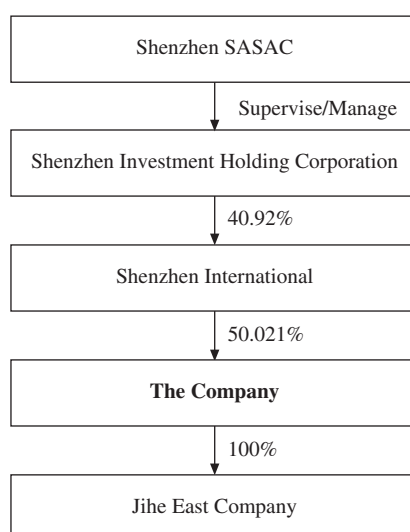 Shenzhen SASAC
Supervise/Manage
Shenzhen Investment Holding Corporation
40.92%
Shenzhen International
50.021%
The Company
100%
Jihe East Company